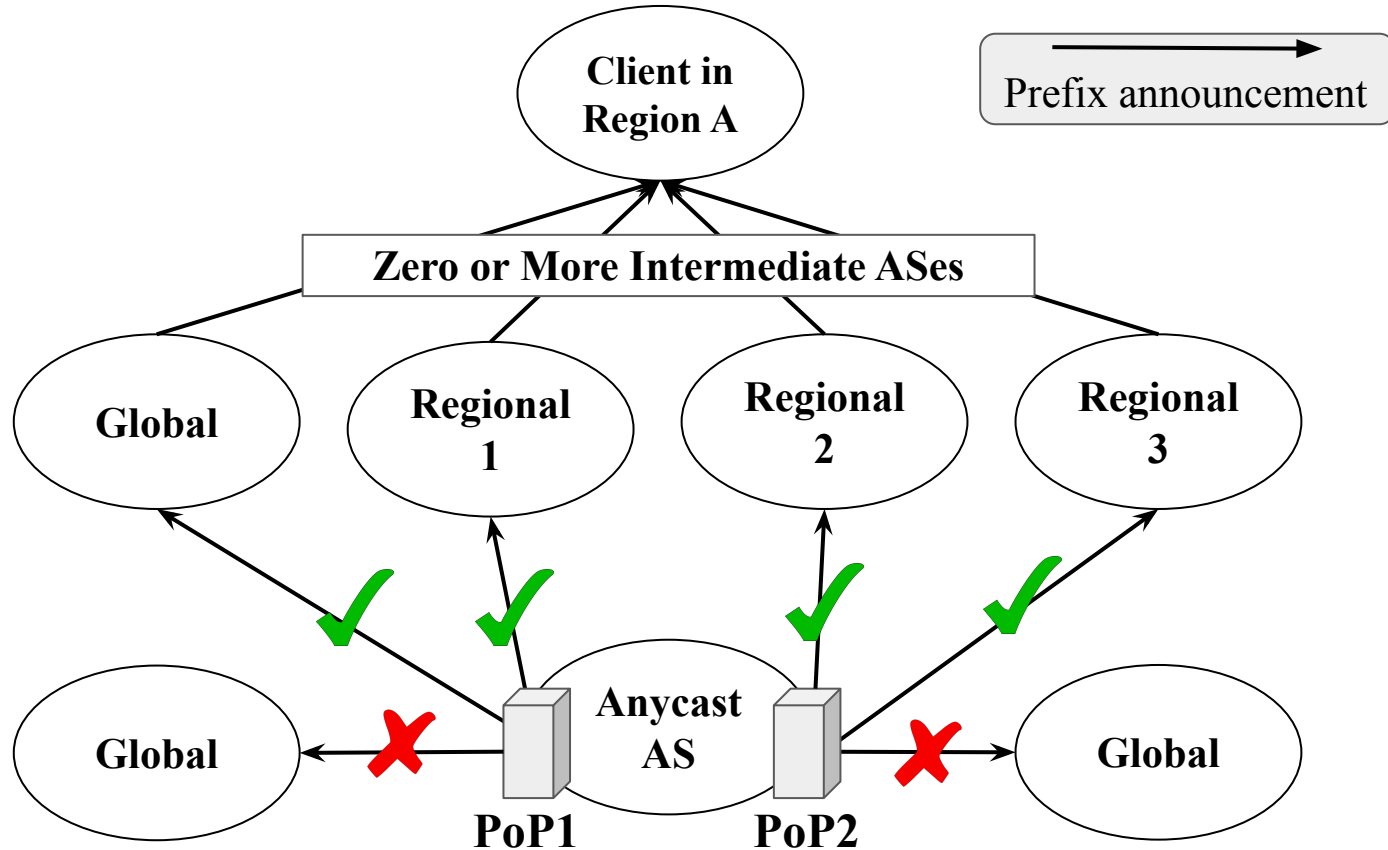 Client in
Region A
Prefix announcement
Zero or More Intermediate ASes
Global
Regional
1
Regional
2
Regional
3
Global
Anycast
AS
Global
PoP1
PoP2